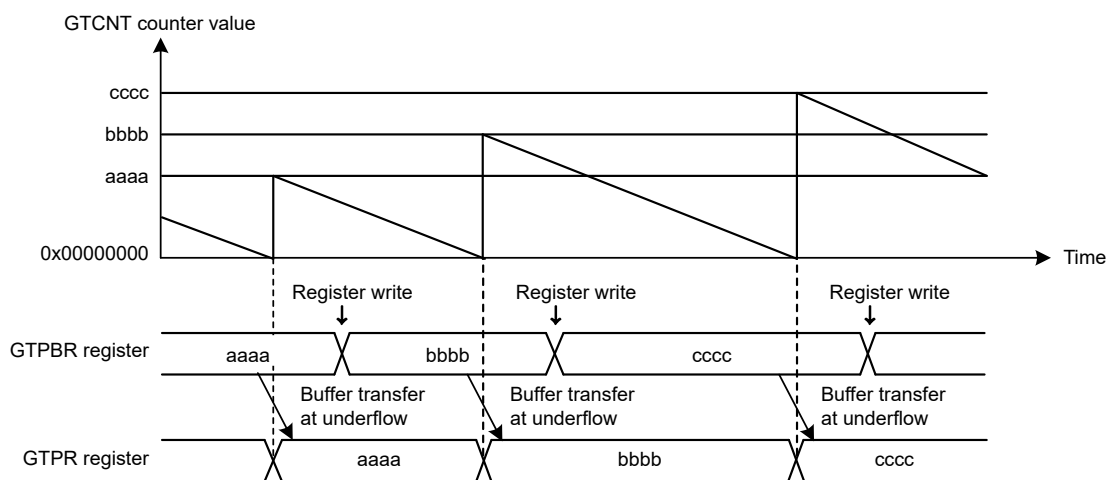 GTCNT counter value
cccc
bbbb
aaaa
0x00000000
Time
Register write
Register write
Register write
GTPBR register
aaaa
bbbb
cccc
Buffer transfer
at underflow
Buffer transfer
at underflow
Buffer transfer
at underflow
GTPR register
aaaa
bbbb
cccc